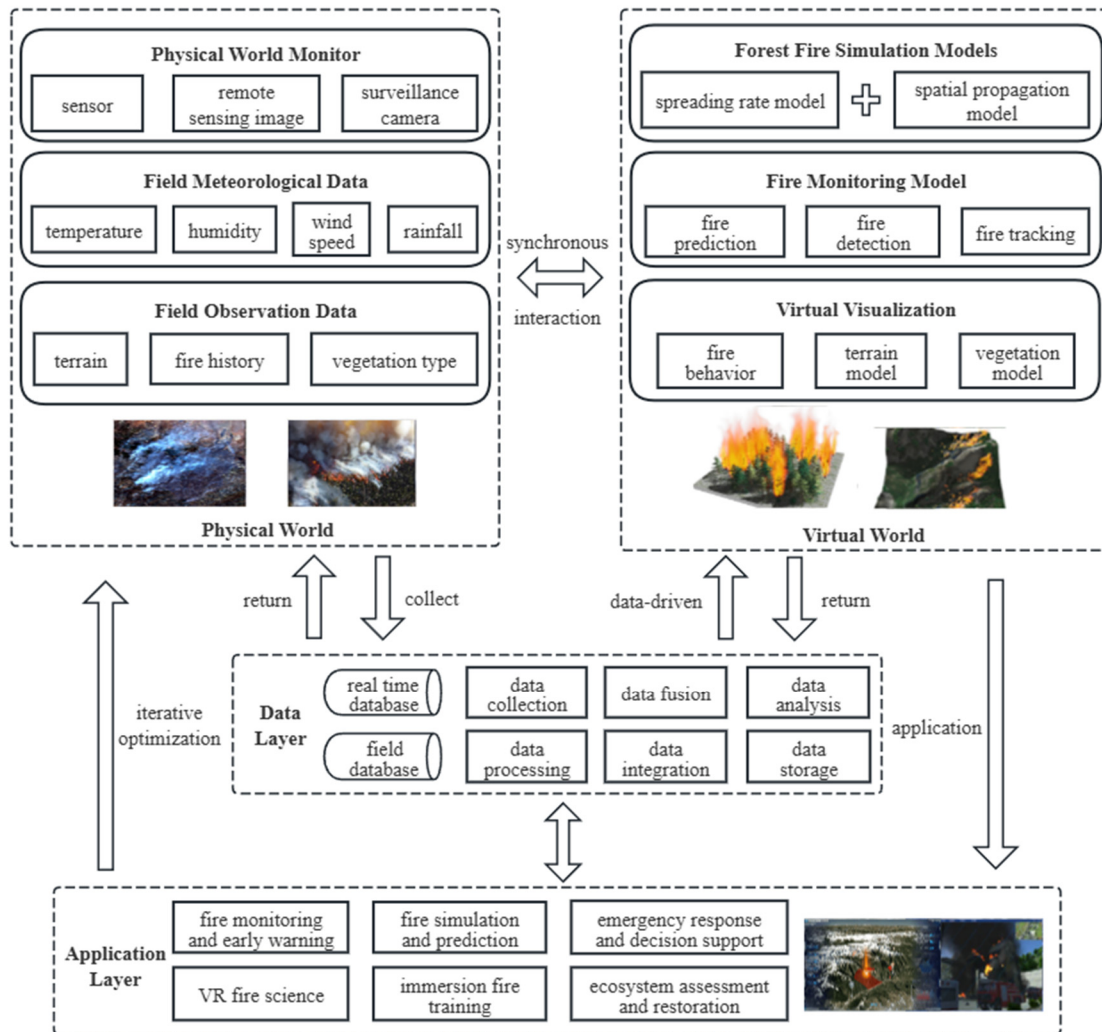 Physical World Monitor
sensor
remote
sensing image
surveillance
camera
Field Meteorological Data
temperature
humidity
wind
speed
rainfall
Field Observation Data
terrain
fire history
vegetation type
Physical World
synchronous
interaction
Forest Fire Simulation Models
spreading rate model
spatial propagation
model
Fire Monitoring Model
fire
prediction
fire
detection
fire tracking
Virtual Visualization
fire
behavior
terrain
model
vegetation
model
Virtual World
return
collect
data-driven
return
iterative
optimization
Data
Layer
real time
database
data
collection
data fusion
data
analysis
field
database
data
processing
data
integration
data
storage
application
Application
Layer
fire monitoring
and early warning
fire simulation
and prediction
emergency response
and decision support
VR fire science
immersion fire
training
ecosystem assessment
and restoration